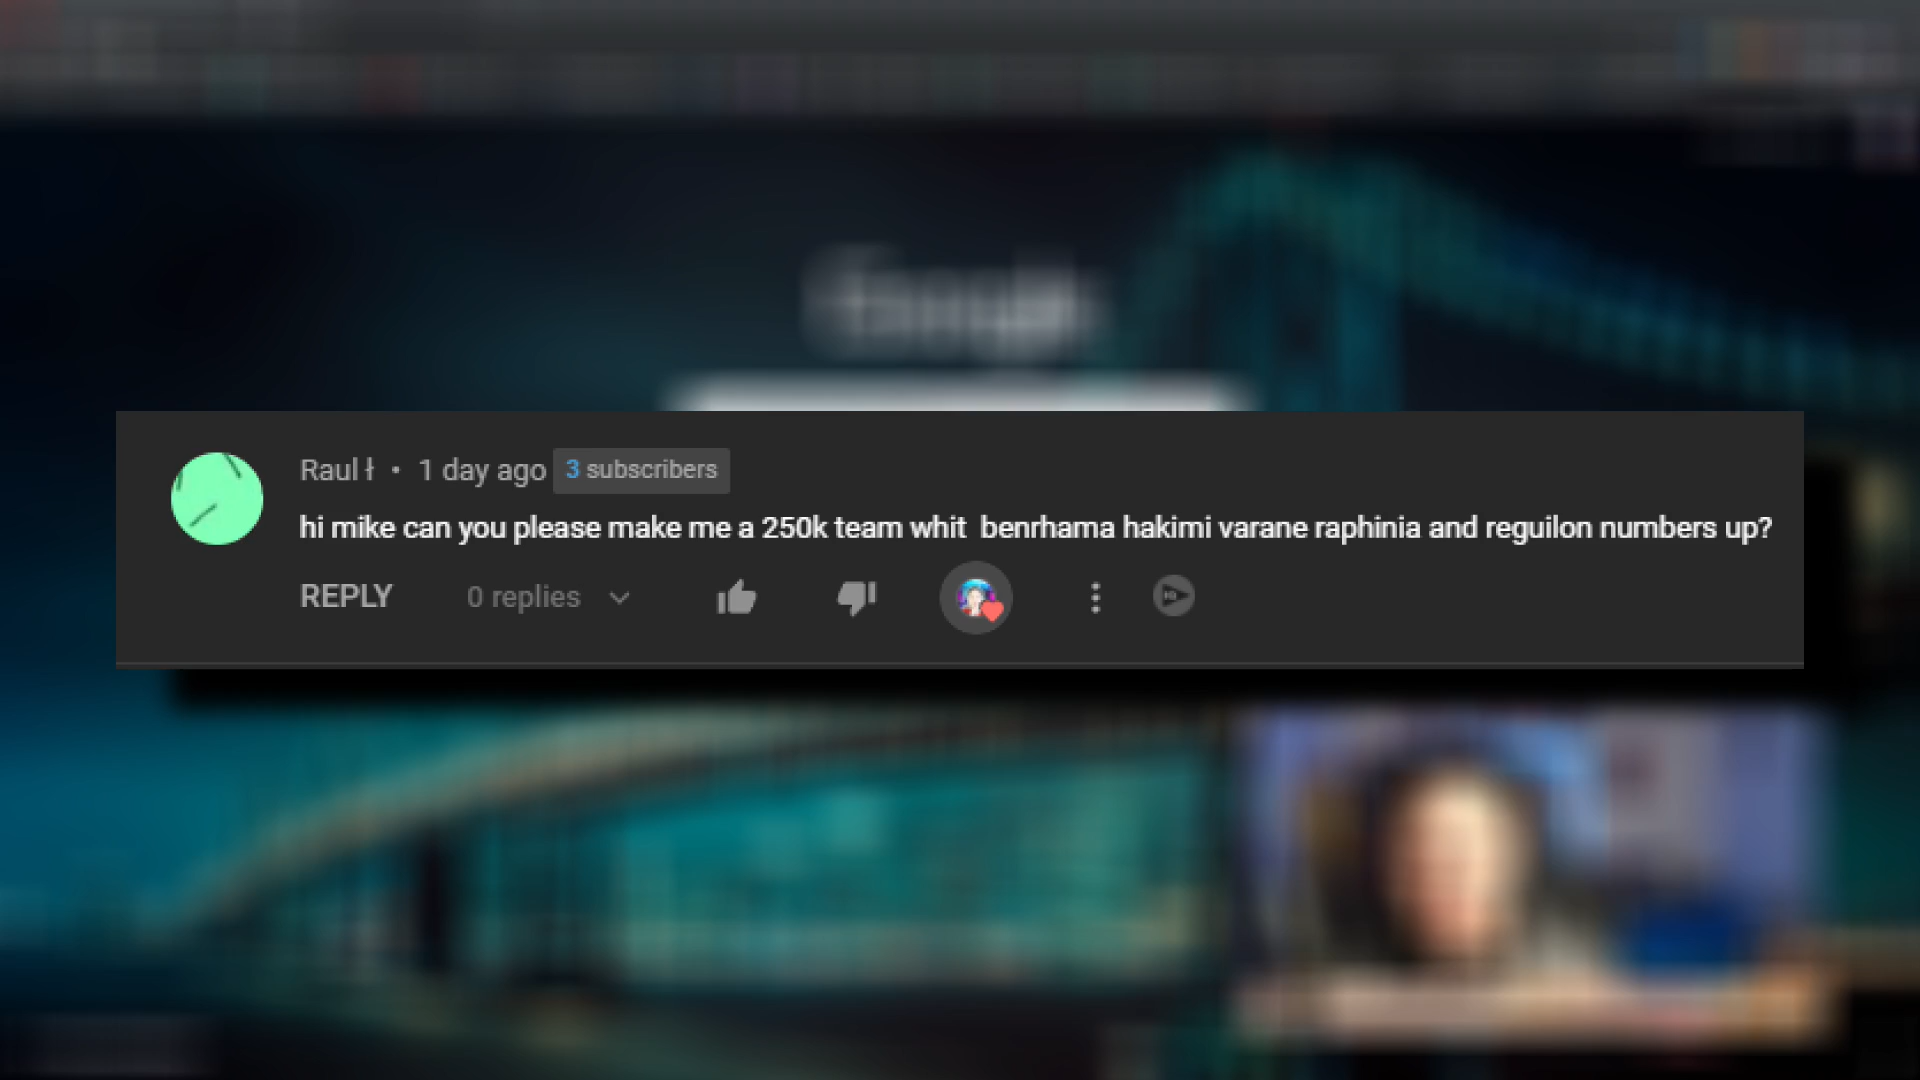 Raul ł • 1 day ago 3 subscribers
hi mike can you please make me a 250k team whit benrhama hakimi varane raphinia and reguilon numbers up?
REPLY 0 replies